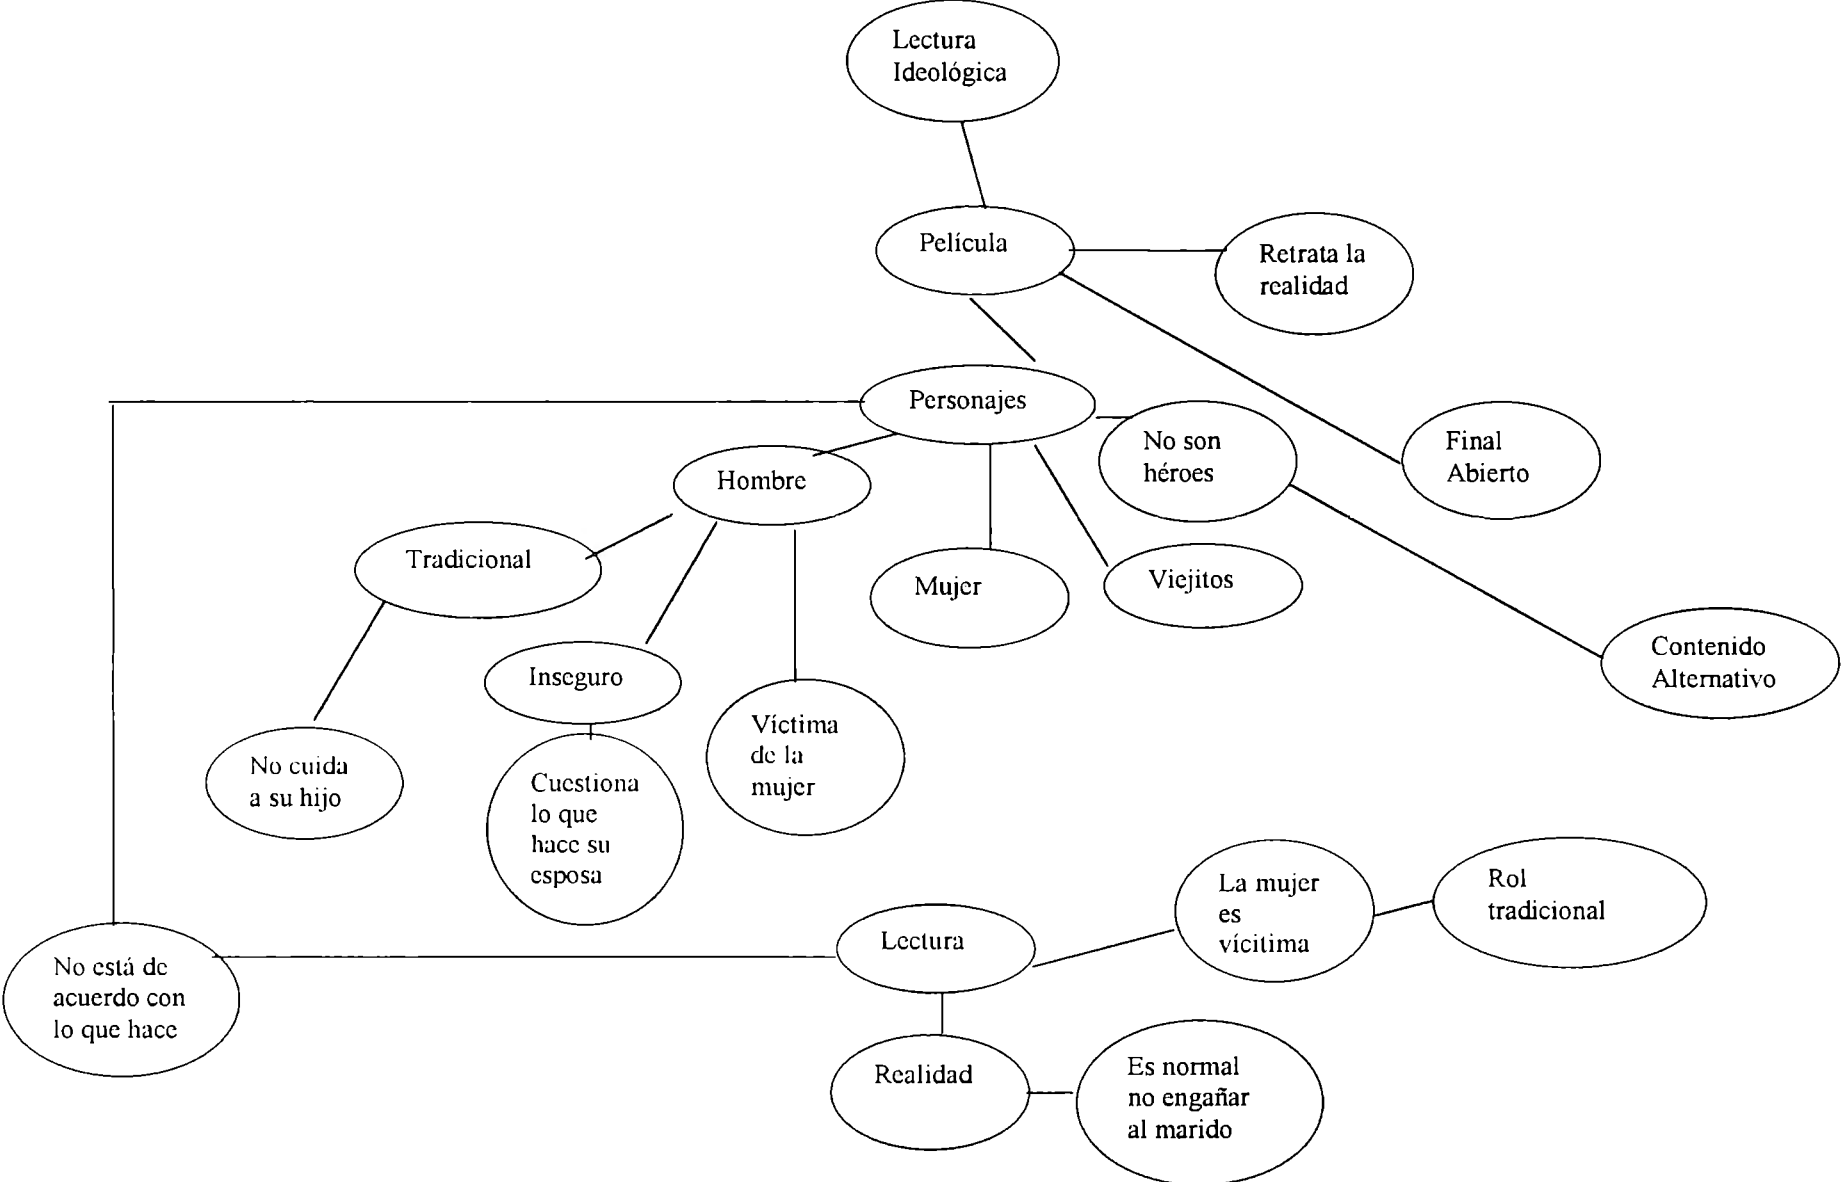 Lectura
Ideológica
Película
Retrata la
realidad
Personajes
No son
héroes
Final
Abierto
Hombre
Tradicional
Mujer
Viejitos
Contenido
Alternativo
Inseguro
Víctima
de la
mujer
No cuida
a su hijo
Cuestiona
lo que
hace su
esposa
La mujer
es
vícitima
Rol
tradicional
Lectura
No está de
acuerdo con
lo que hace
Realidad
Es normal
no engañar
al marido